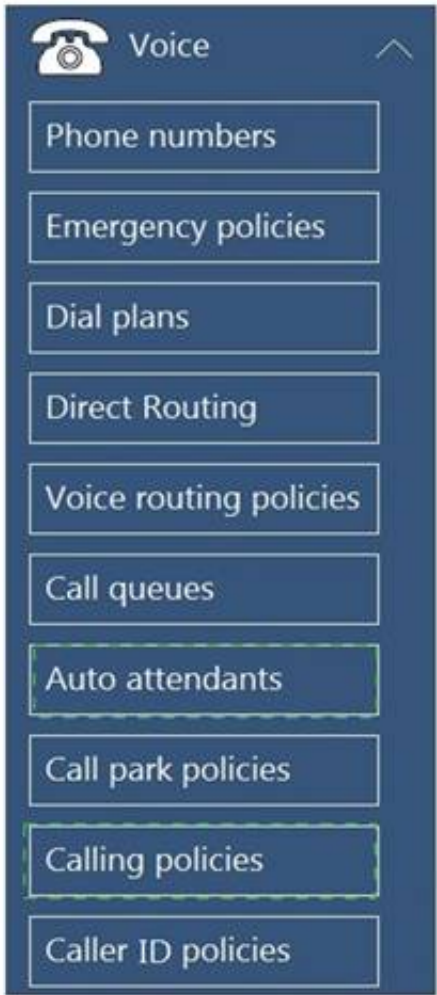 Voice
Phone numbers
Emergency policies
Dial plans
Direct Routing
Voice routing policies
Call queues
Auto attendants
Call park policies
Calling policies
Caller ID policies